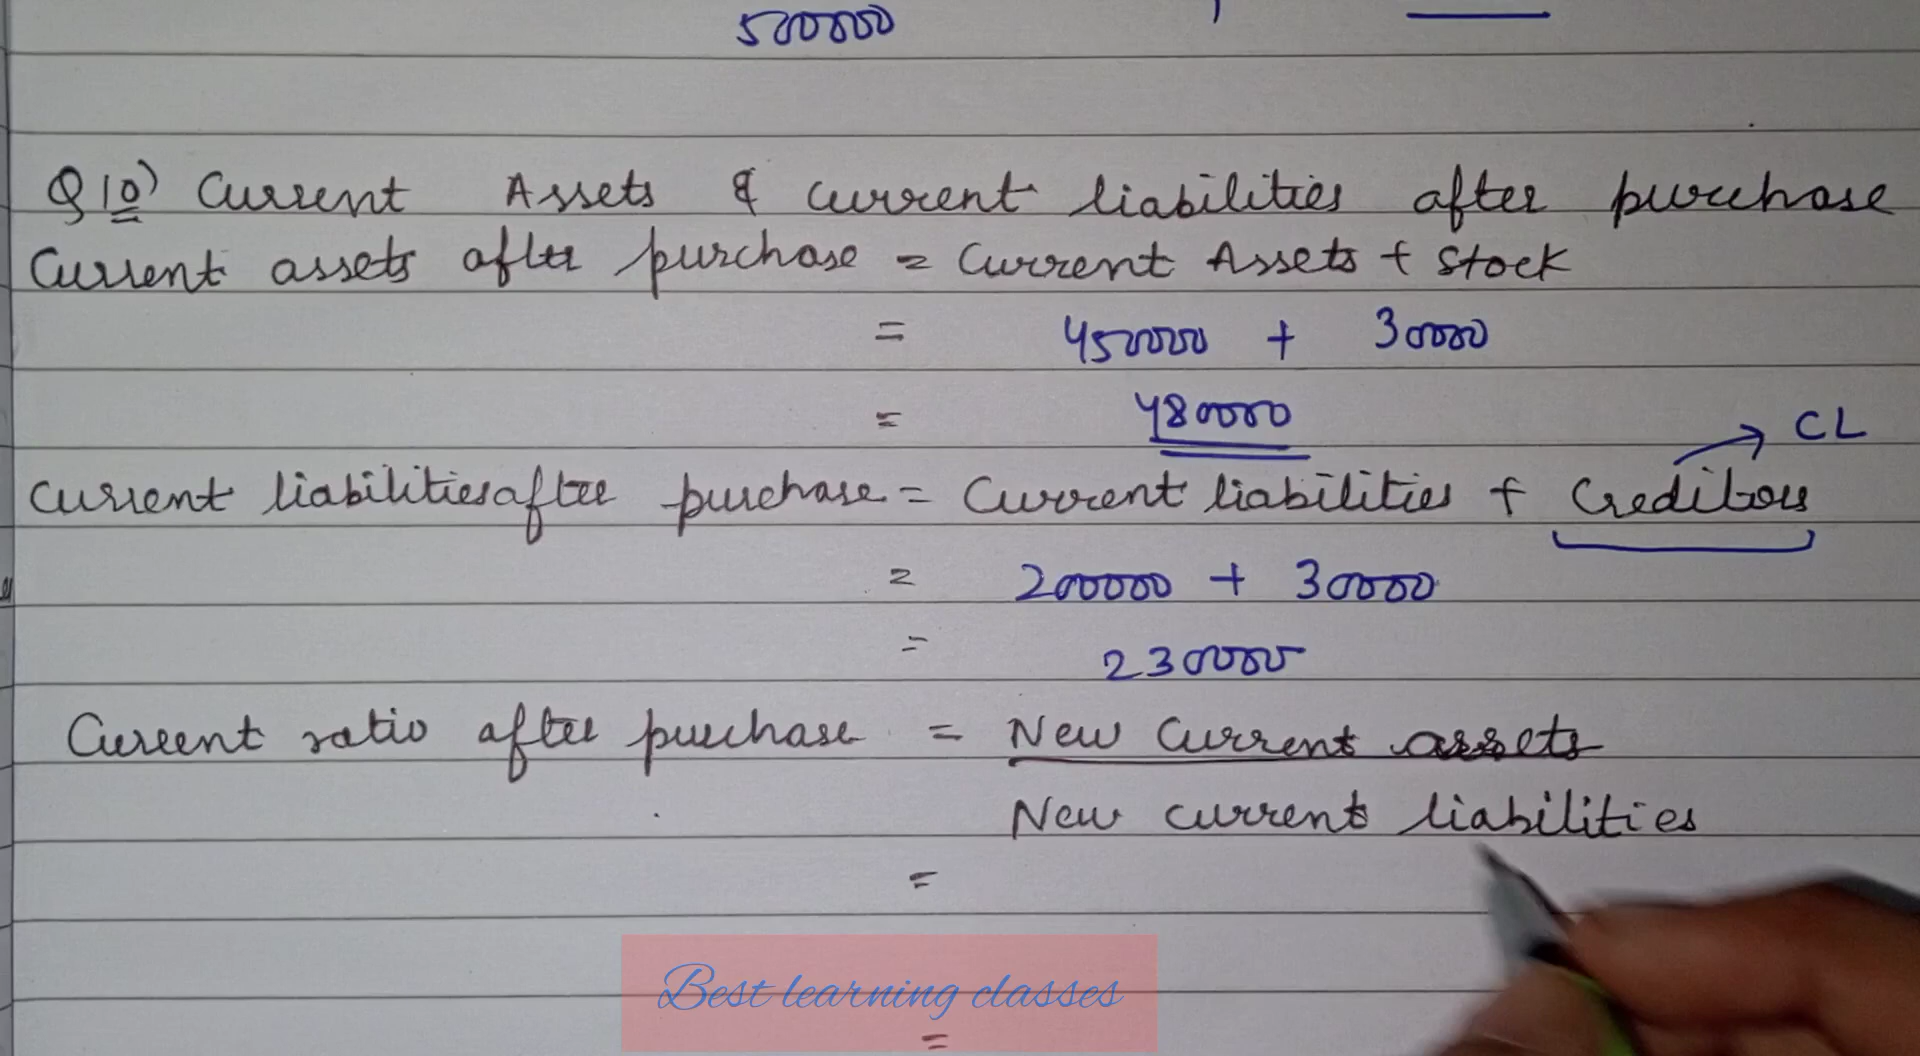 500000
Q10) Current Assets & current liabilities after purchase
Current assets after purchase = Current Assets + Stock
= 450000 + 30000
= 480000
CL
Current liabilities after purchase = Current liabilities + Creditors
= 200000 + 30000
= 230000
Current ratio after purchase = New Current assets
New current liabilities
=
Best learning classes
=